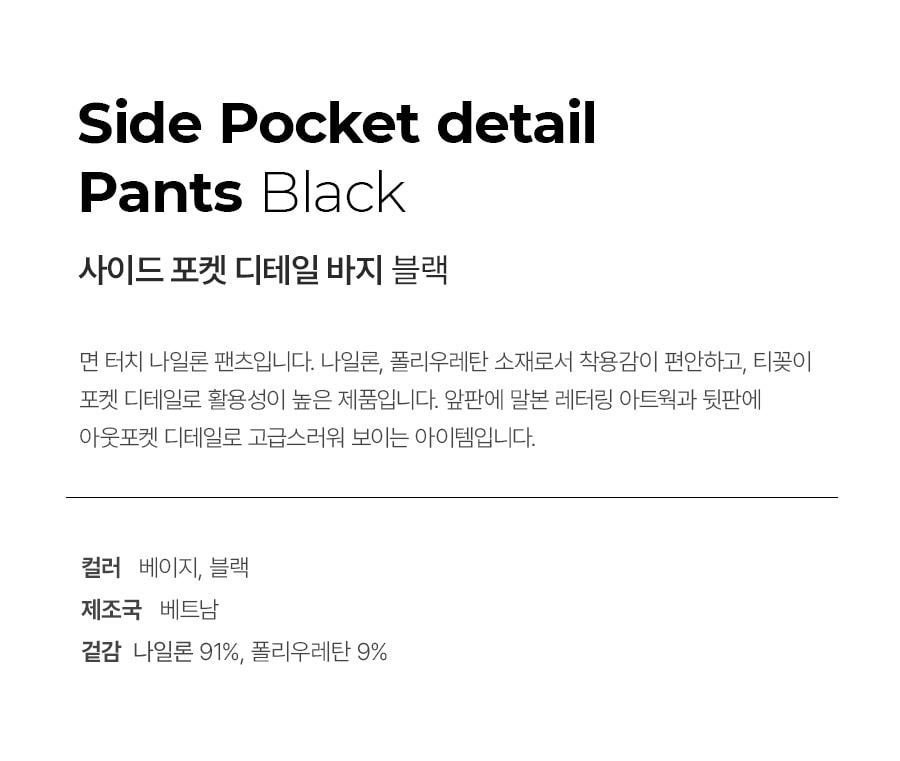 Side Pocket detail
Pants Black
사이드 포켓 디테일 바지 블랙
면 터치 나일론 팬츠입니다. 나일론, 폴리우레탄 소재로서 착용감이 편안하고, 티꽂이
포켓 디테일로 활용성이 높은 제품입니다. 앞판에 말본 레터링 아트웍과 뒷판에
아웃포켓 디테일로 고급스러워 보이는 아이템입니다.
컬러 베이지, 블랙
제조국 베트남
겉감 나일론 91%, 폴리우레탄 9%